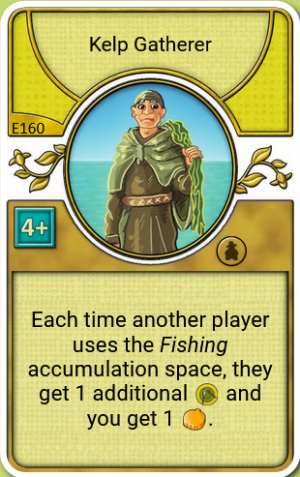 Kelp Gatherer
E160
4+
Each time another player
uses the Fishing
accumulation space, they
get 1 additional and
you get 1 .